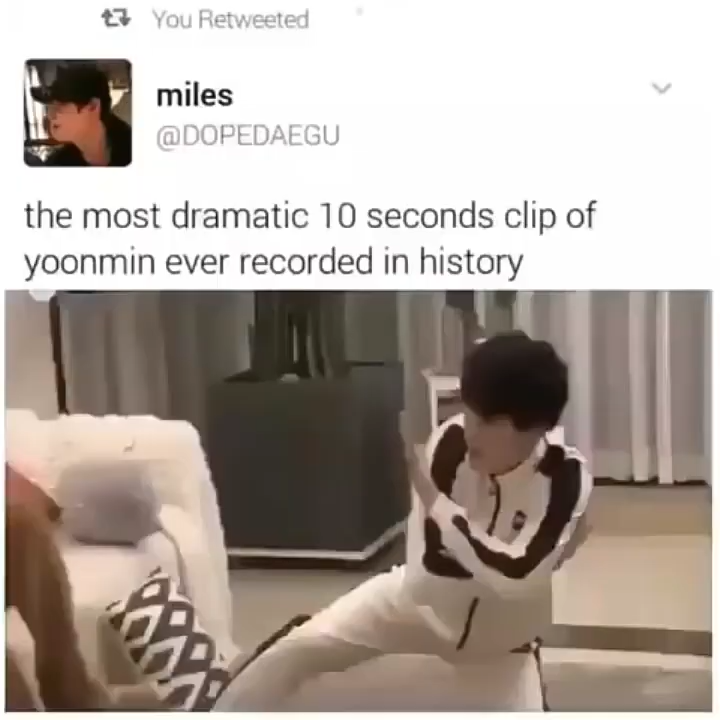 You Retweeted
miles
@DOPEDAEGU
the most dramatic 10 seconds clip of
yoonmin ever recorded in history